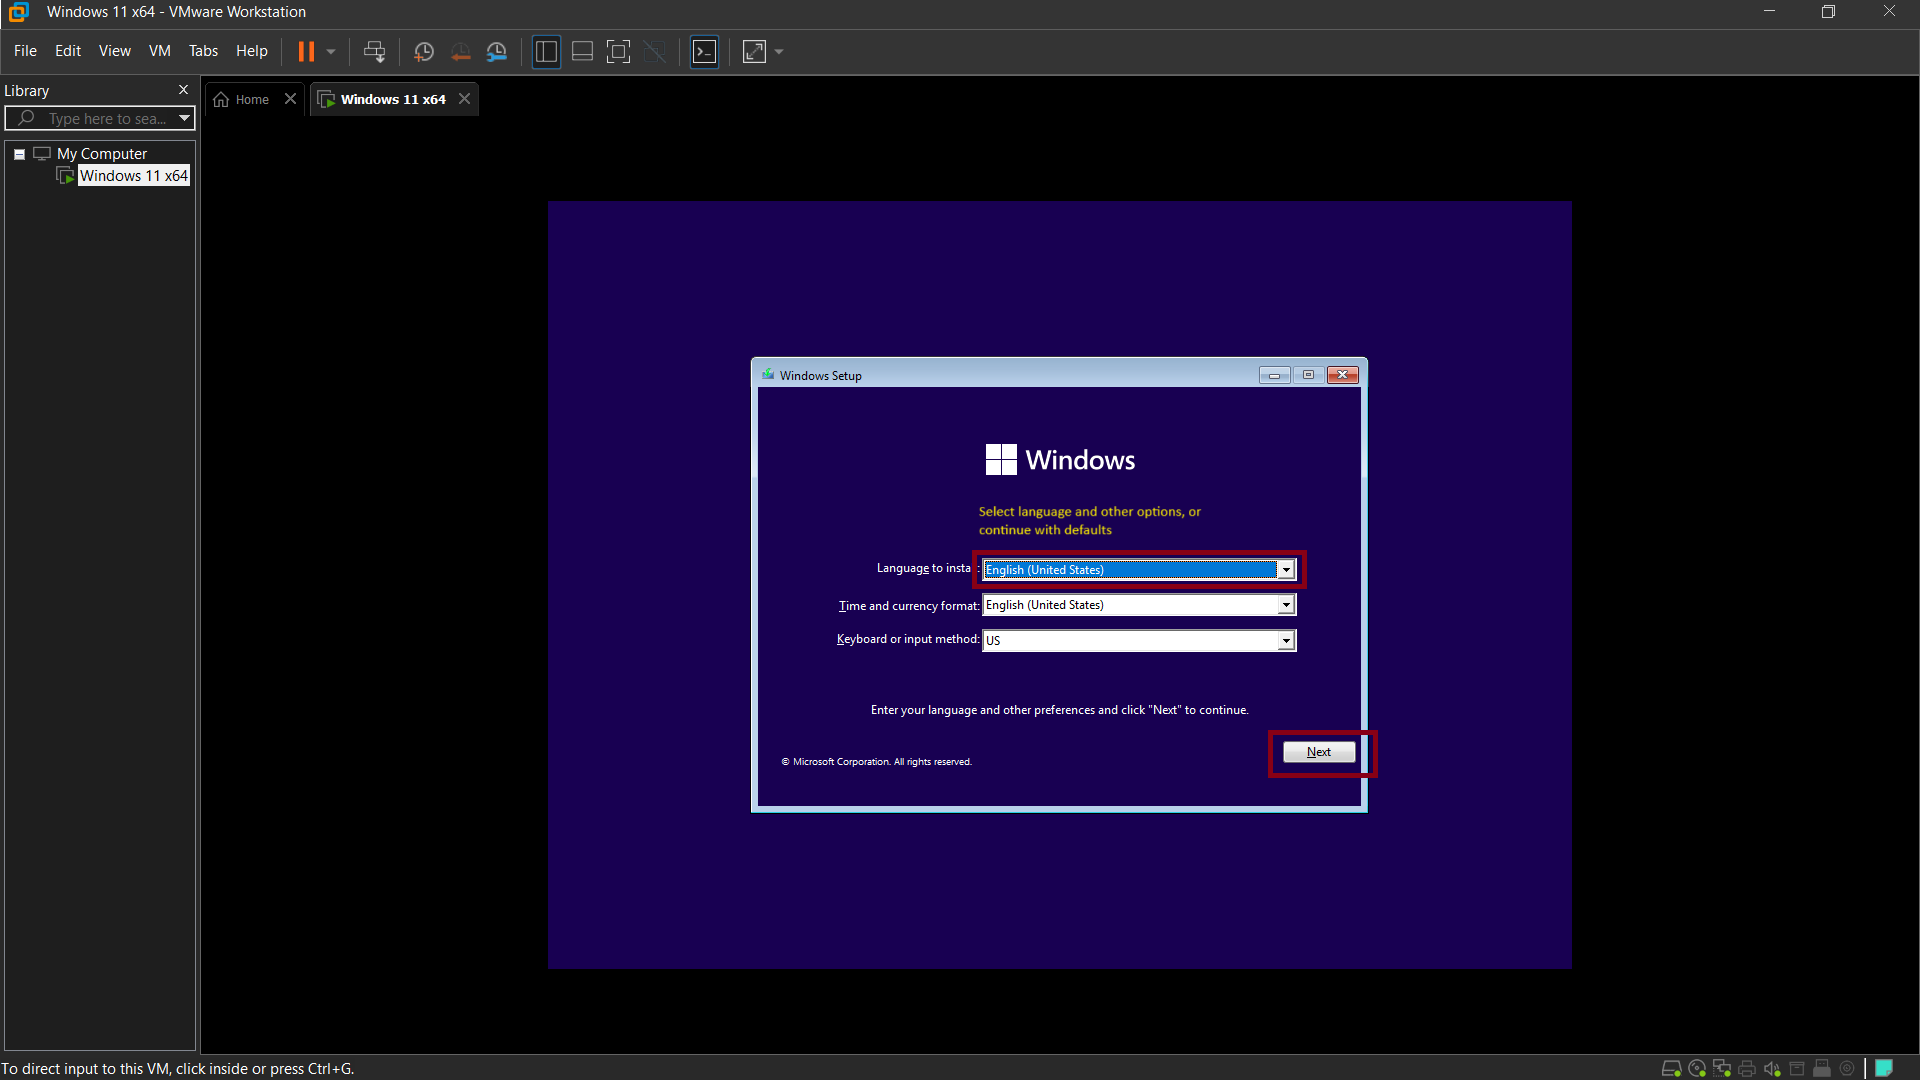 Windows 11 x64 - VMware Workstation
File Edit View VM Tabs Help
Library
Home
Windows 11 x64
Type here to sea...
My Computer
Windows 11 x64
Windows Setup
Windows
Select language and other options, or
continue with defaults
Language to instal: English (United States)
Time and currency format: English (United States)
Keyboard or input method: US
Enter your language and other preferences and click "Next" to continue.
Next
© Microsoft Corporation. All rights reserved.
To direct input to this VM, click inside or press Ctrl+G.